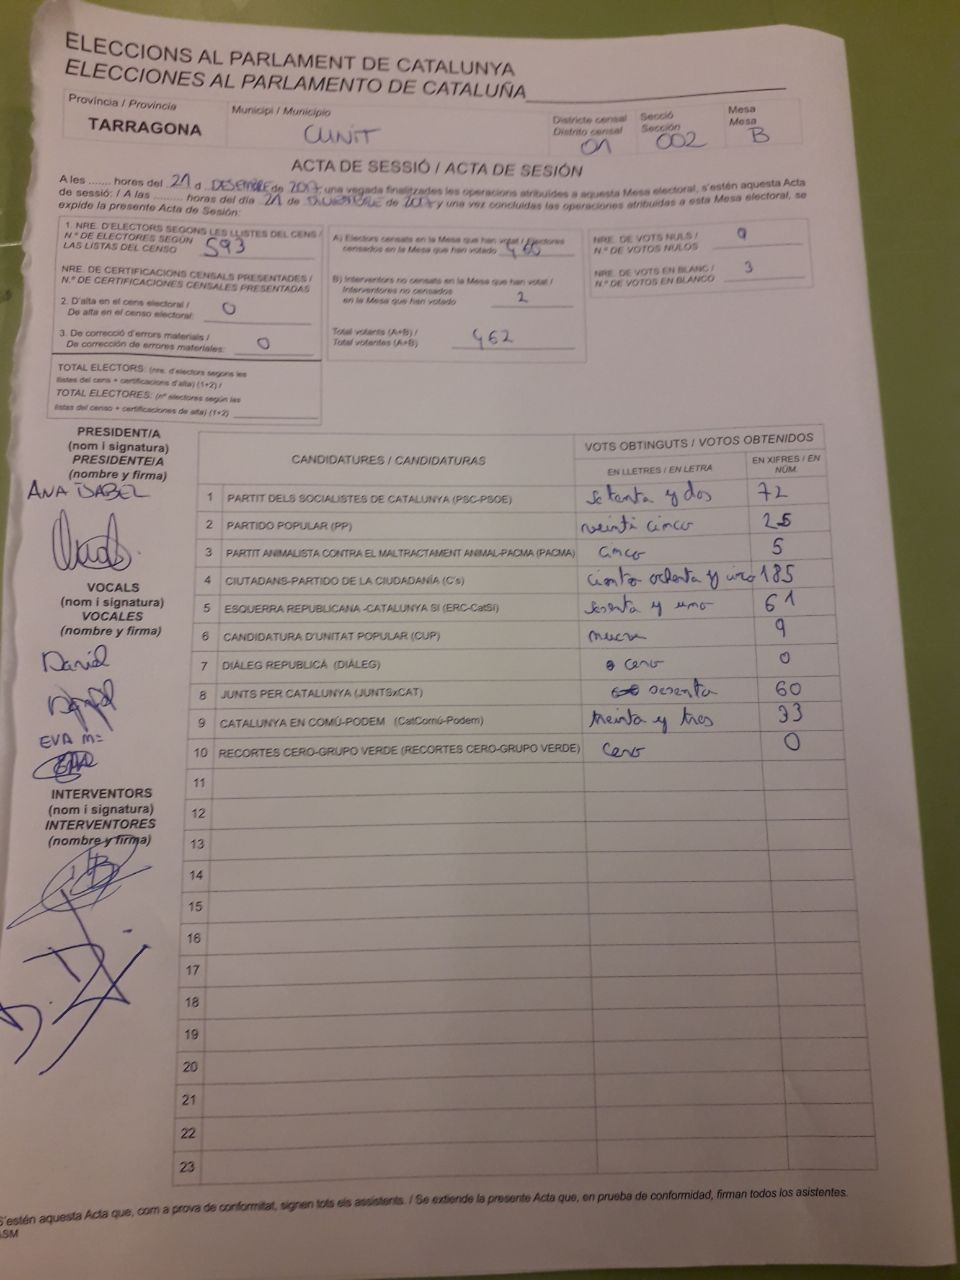 ELECCIONS AL PARLAMENT DE CATALUNYA
ELECCIONES AL PARLAMENTO DE CATALUÑA
Província / Provincia
TARRAGONA
Municipi / Municipio
CUNIT
Districte censal
Distrito censal
01
Secció
Sección
002
Mesa
Mesa
B
ACTA DE SESSIÓ / ACTA DE SESIÓN
A les ....... hores del 21 d DESEMBRE de 2017, una vegada finalitzades les operacions atribuïdes a aquesta Mesa electoral, s'estén aquesta Acta
de sessió: / A las ......... horas del día 21 de DICIEMBRE de 2017 y una vez concluidas las operaciones atribuidas a esta Mesa electoral, se
expide la presente Acta de Sesión:
1. NRE. D'ELECTORS SEGONS LES LLISTES DEL CENS /
N.º DE ELECTORES SEGÚN
LAS LISTAS DEL CENSO
593
NRE. DE CERTIFICACIONS CENSALS PRESENTADES /
N.º DE CERTIFICACIONES CENSALES PRESENTADAS
2. D'alta en el cens electoral /
De alta en el censo electoral:
0
3. De correcció d'errors materials /
De corrección de errores materiales:
0
TOTAL ELECTORS: (nre. d'electors segons les
llistes del cens + certificacions d'alta) (1+2) /
TOTAL ELECTORES: (nº electores según las
listas del censo + certificaciones de alta) (1+2)
A) Electors censats en la Mesa que han votat / Electores
censados en la Mesa que han votado
460
B) Interventors no censats en la Mesa que han votat /
Interventores no censados
en la Mesa que han votado
2
Total votants (A+B) /
Total votantes (A+B)
462
NRE. DE VOTS NULS /
N.º DE VOTOS NULOS
9
NRE. DE VOTS EN BLANC /
N.º DE VOTOS EN BLANCO
3
PRESIDENT/A
(nom i signatura)
PRESIDENTE/A
(nombre y firma)
ANA ISABEL
VOCALS
(nom i signatura)
VOCALES
(nombre y firma)
David
EVA Mª
INTERVENTORS
(nom i signatura)
INTERVENTORES
(nombre y firma)
CANDIDATURES / CANDIDATURAS
VOTS OBTINGUTS / VOTOS OBTENIDOS
EN LLETRES / EN LETRA
EN XIFRES / EN NÚM.
1 PARTIT DELS SOCIALISTES DE CATALUNYA (PSC-PSOE) setenta y dos 72
2 PARTIDO POPULAR (PP) veinti cinco 25
3 PARTIT ANIMALISTA CONTRA EL MALTRACTAMENT ANIMAL-PACMA (PACMA) cinco 5
4 CIUTADANS-PARTIDO DE LA CIUDADANÍA (C's) ciento ochenta y cinco 185
5 ESQUERRA REPUBLICANA -CATALUNYA SÍ (ERC-CatSí) sesenta y uno 61
6 CANDIDATURA D'UNITAT POPULAR (CUP) nueve 9
7 DIÀLEG REPUBLICÀ (DIÀLEG) cero 0
8 JUNTS PER CATALUNYA (JUNTSxCAT) sesenta 60
9 CATALUNYA EN COMÚ-PODEM (CatComú-Podem) treinta y tres 33
10 RECORTES CERO-GRUPO VERDE (RECORTES CERO-GRUPO VERDE) cero 0
11
12
13
14
15
16
17
18
19
20
21
22
23
S'estén aquesta Acta que, com a prova de conformitat, signen tots els assistents. / Se extiende la presente Acta que, en prueba de conformidad, firman todos los asistentes.